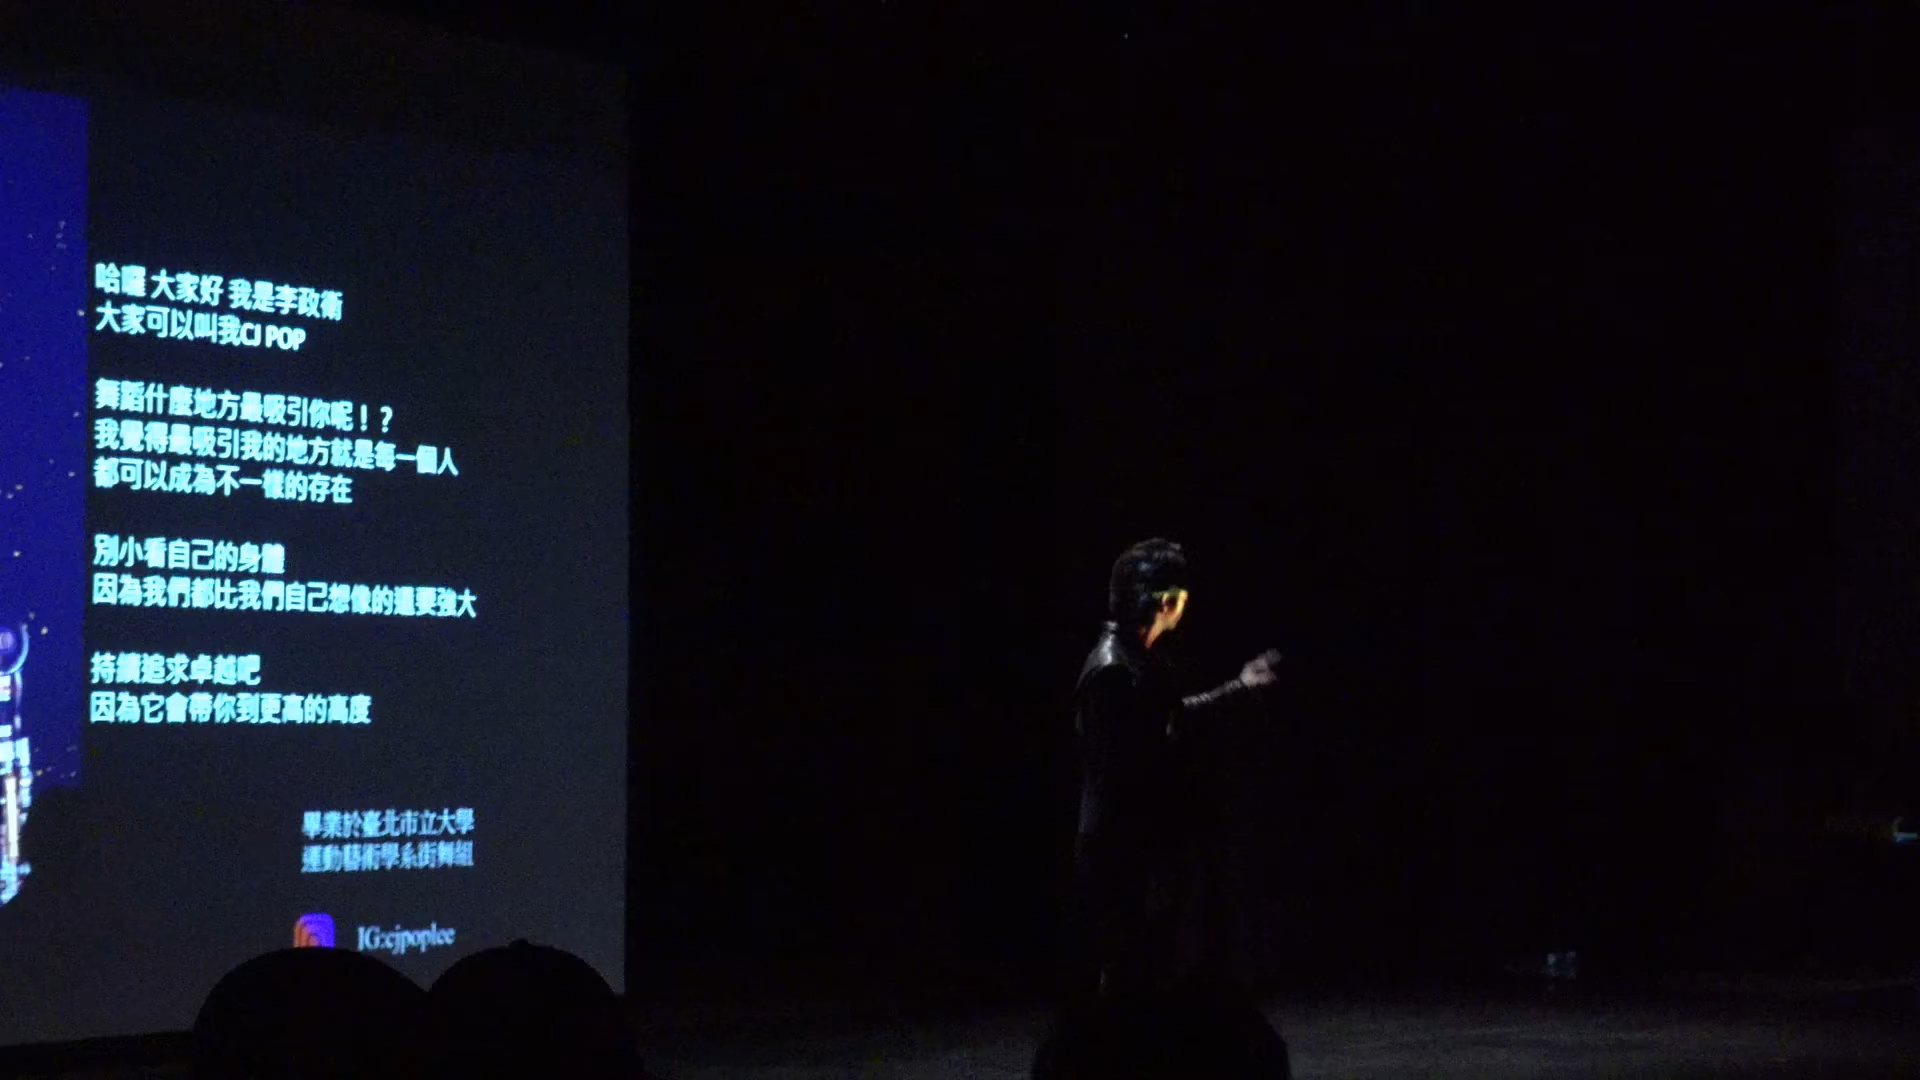 哈囉 大家好 我是李政衛
大家可以叫我CJ POP
舞蹈什麼地方最吸引你呢！？
我覺得最吸引我的地方就是每一個人
都可以成為不一樣的存在
別小看自己的身體
因為我們都比我們自己想像的還要強大
持續追求卓越吧
因為它會帶你到更高的高度
畢業於臺北市立大學
運動藝術學系街舞組
IG:cjpoplee